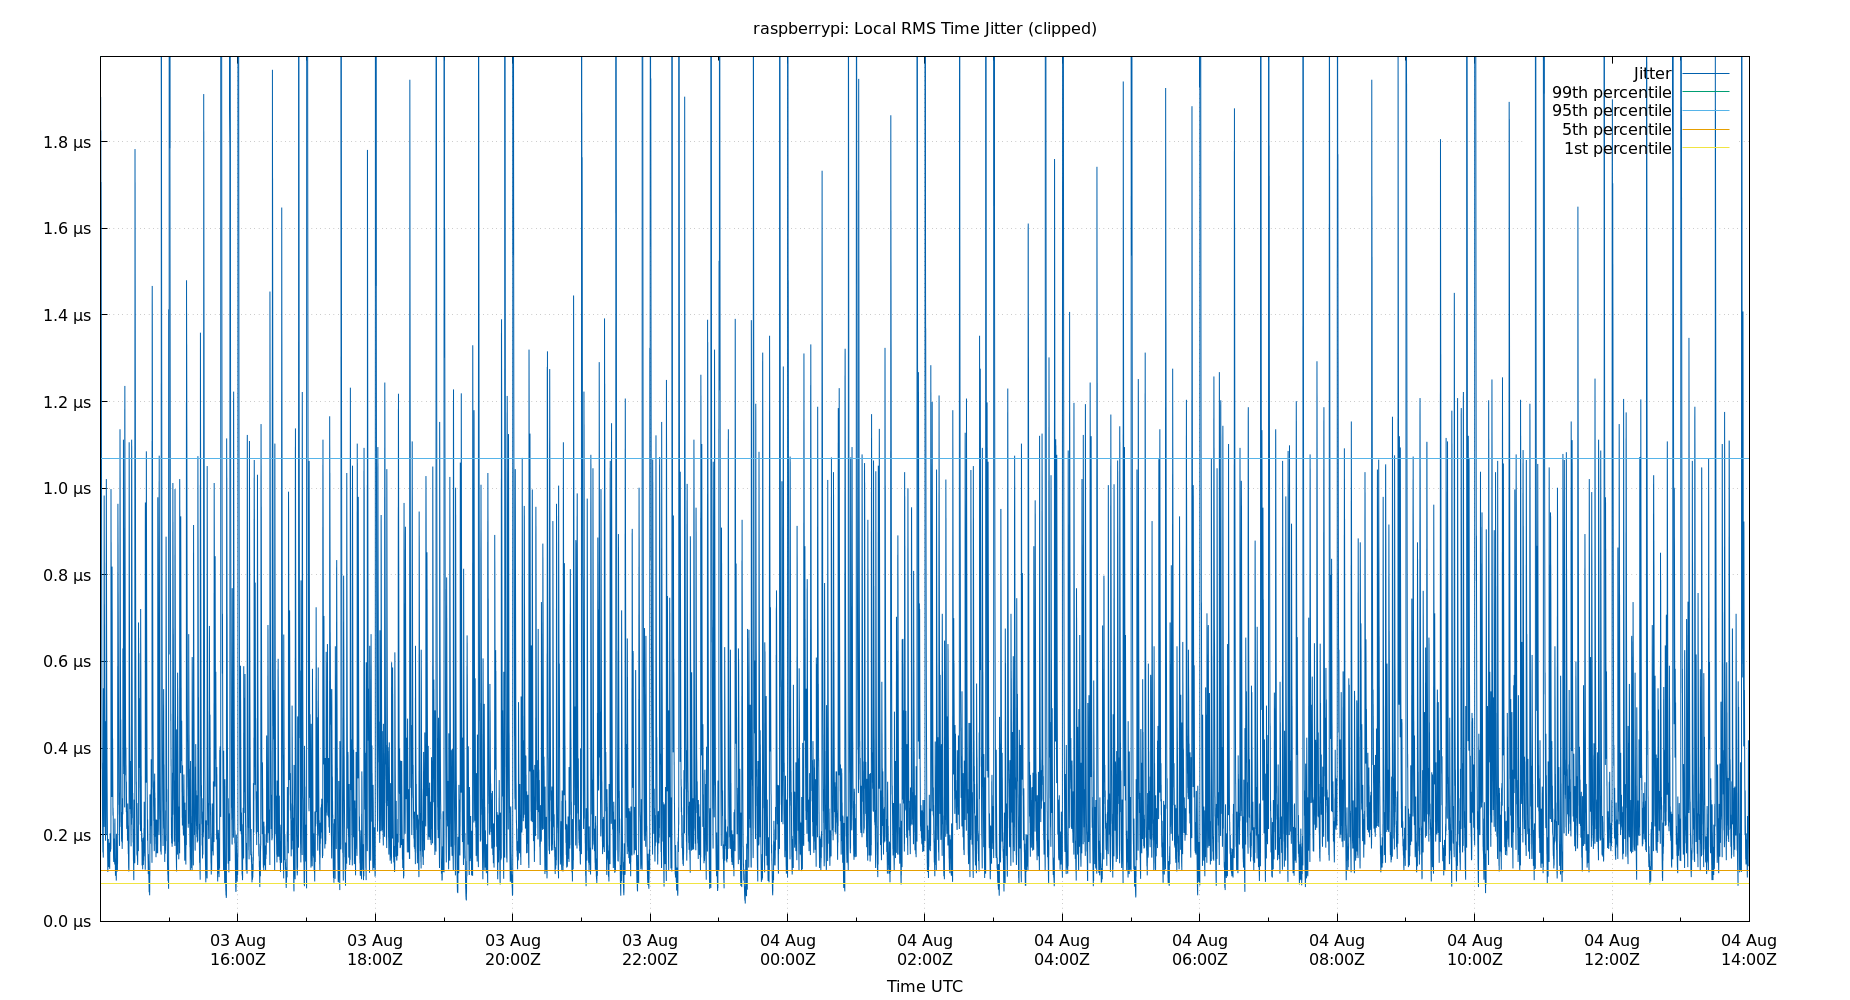 raspberrypi: Local RMS Time Jitter (clipped)
Jitter
99th percentile
95th percentile
5th percentile
1st percentile
1.8 µs
1.6 µs
1.4 µs
1.2 µs
1.0 µs
0.8 µs
0.6 µs
0.4 µs
0.2 µs
0.0 µs
03 Aug 03 Aug 03 Aug 03 Aug 04 Aug 04 Aug 04 Aug 04 Aug 04 Aug 04 Aug 04 Aug 04 Aug
16:00Z 18:00Z 20:00Z 22:00Z 00:00Z 02:00Z 04:00Z 06:00Z 08:00Z 10:00Z 12:00Z 14:00Z
Time UTC